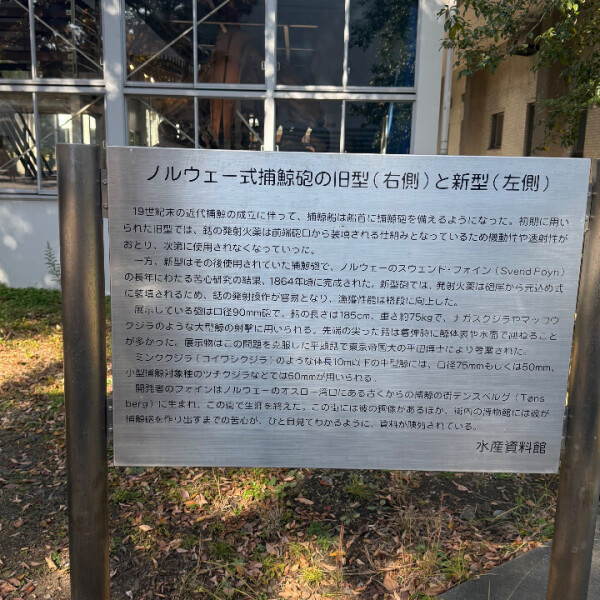 ノルウェー式捕鯨砲の旧型(右側)と新型(左側)
19世紀末の近代捕鯨の成立に伴って、捕鯨船は船首に捕鯨砲を備えるようになった。初期に用い
られた旧型では、銛の発射火薬は前端砲口から装填される仕組みとなっているため機動性や速射性が
おとり、次第に使用されなくなっていった。
一方、新型はその後使用されていた捕鯨砲で、ノルウェーのスウェンド・フォイン(Svend Foyn)
の長年にわたる苦心研究の結果、1864年頃に完成された。新型砲では、発射火薬は砲尾から元込め式
に装填されるため、銛の発射操作が容易となり、漁獲性能は格段に向上した。
展示している砲は口径90mm砲で、銛の長さは185cm、重さ約75kgで、ナガスクジラやマッコウ
クジラのような大型鯨の射撃に用いられる。先端の尖った銛は着弾時に鯨体表や水面で跳ねること
が多かった。展示物はこの問題を克服した平頭銛で東京帝国大の平田博士により考案された。
ミンククジラ(コイワシクジラ)のような体長10m以下の中型鯨には、口径75mmもしくは50mm、
小型捕鯨対象種のツチクジラなどでは60mmが用いられる。
開発者のフォインはノルウェーのオスロー湾口にある古くからの捕鯨の街テンスベルグ(Tøns
berg)に生まれ、この街で生涯を終えた。この街には彼の銅像があるほか、街内の博物館には彼が
捕鯨砲を作り出すまでの苦心が、ひと目見てわかるように、資料が陳列されている。
水産資料館